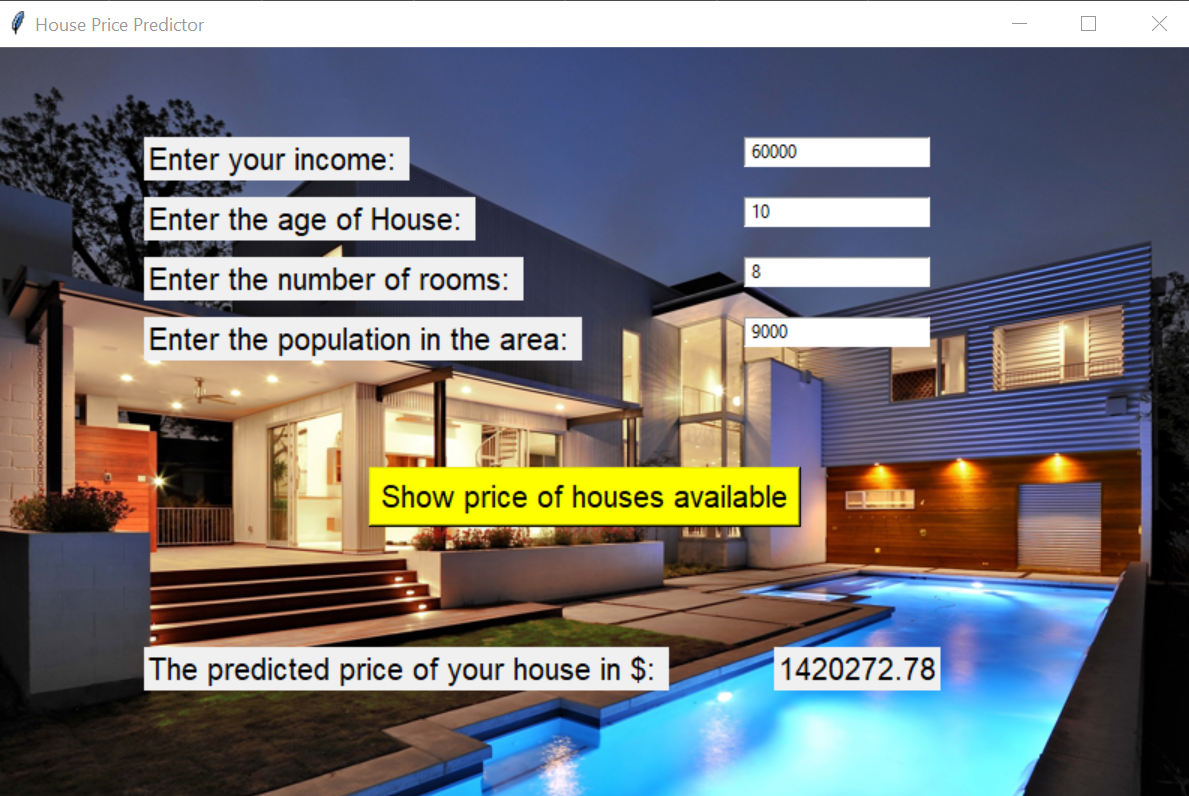 House Price Predictor
Enter your income: 60000
Enter the age of House: 10
Enter the number of rooms: 8
Enter the population in the area: 9000
Show price of houses available
The predicted price of your house in $: 1420272.78